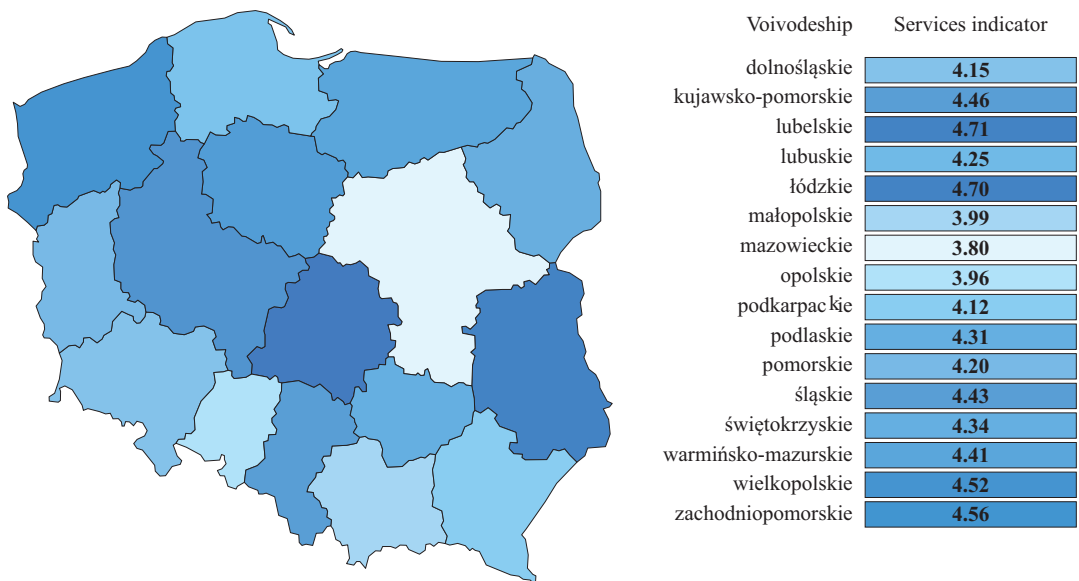 Voivodeship Services indicator
dolnośląskie 4.15
kujawsko-pomorskie 4.46
lubelskie 4.71
lubuskie 4.25
łódzkie 4.70
małopolskie 3.99
mazowieckie 3.80
opolskie 3.96
podkarpackie 4.12
podlaskie 4.31
pomorskie 4.20
śląskie 4.43
świętokrzyskie 4.34
warmińsko-mazurskie 4.41
wielkopolskie 4.52
zachodniopomorskie 4.56